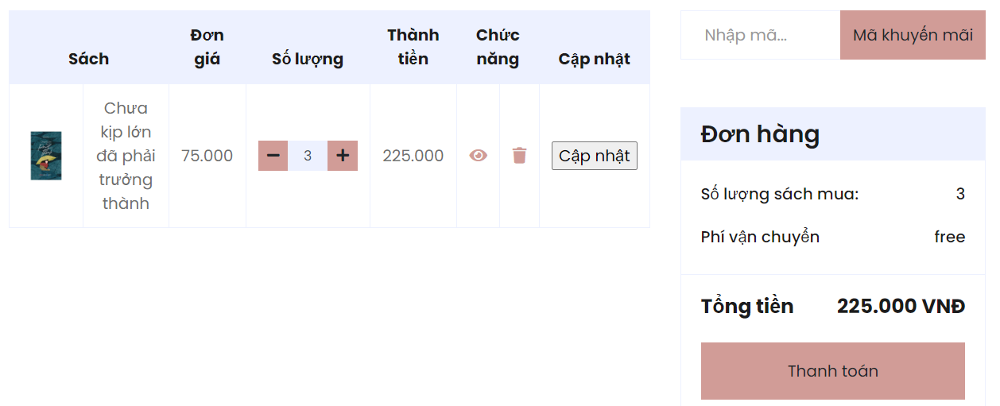 Sách
Đơn
giá
Số lượng
Thành
tiền
Chức
năng
Cập nhật
Chưa
kịp lớn
đã phải
trưởng
thành
75.000
3
225.000
Cập nhật
Nhập mã...
Mã khuyến mãi
Đơn hàng
Số lượng sách mua: 3
Phí vận chuyển free
Tổng tiền 225.000 VNĐ
Thanh toán